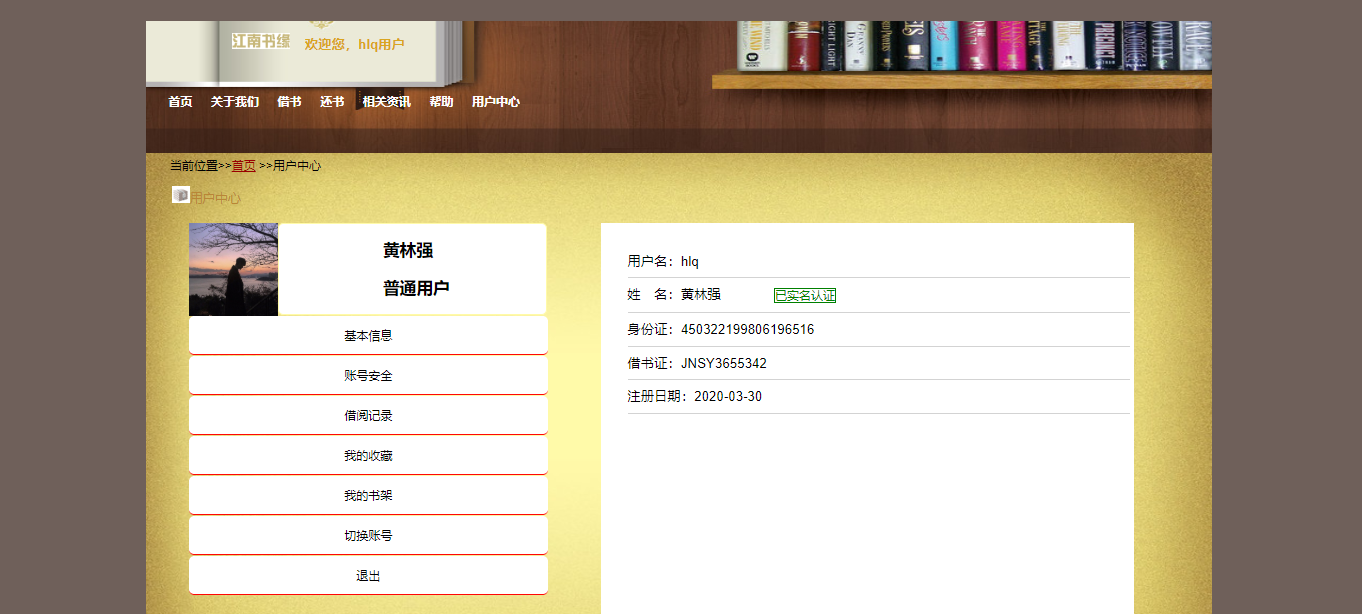 江南书缘
欢迎您，hlq用户
首页 关于我们 借书 还书 相关资讯 帮助 用户中心
当前位置>>首页 >>用户中心
用户中心
黄林强
普通用户
基本信息
账号安全
借阅记录
我的收藏
我的书架
切换账号
退出
用户名：hlq
姓 名：黄林强 已实名认证
身份证：450322199806196516
借书证：JNSY3655342
注册日期：2020-03-30